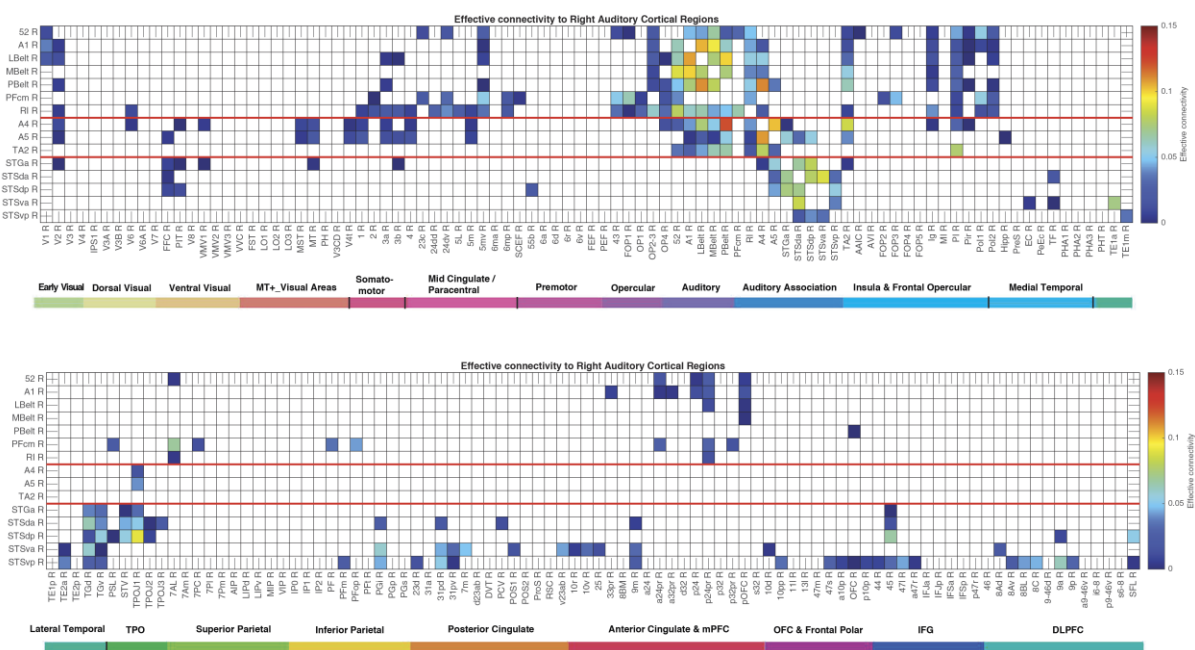 Effective connectivity to Right Auditory Cortical Regions
52 R
A1 R
LBelt R
MBelt R
PBelt R
PFcm R
RI R
A4 R
A5 R
TA2 R
STGa R
STSda R
STSdp R
STSva R
STSvp R
V1 R
V2 R
V3 R
V4 R
IPS1 R
V3A R
V3B R
V6 R
V6A R
V7 R
FFC R
PIT R
V8 R
VMV1 R
VMV2 R
VMV3 R
VVC R
FST R
LO1 R
LO2 R
LO3 R
MST R
MT R
PH R
V3CD R
V4t R
1 R
2 R
3a R
3b R
4 R
23c R
24dd R
24dv R
5L R
5m R
5mv R
6ma R
6mp R
SCEF R
55b R
6a R
6d R
6r R
6v R
FEF R
PEF R
43 R
FOP1 R
OP1 R
OP2-3 R
OP4 R
52 R
A1 R
LBelt R
MBelt R
PBelt R
PFcm R
RI R
A4 R
A5 R
STGa R
STSda R
STSdp R
STSva R
STSvp R
TA2 R
AAIC R
AVI R
FOP2 R
FOP3 R
FOP4 R
FOP5 R
Ig R
MI R
PI R
Pir R
PoI1 R
PoI2 R
Hipp R
PreS R
EC R
PeEc R
TF R
PHA1 R
PHA2 R
PHA3 R
PHT R
TE1a R
TE1m R
0.15
0.1
0.05
0
Effective connectivity
Early Visual
Dorsal Visual
Ventral Visual
MT+_Visual Areas
Somato-
motor
Mid Cingulate /
Paracentral
Premotor
Opercular
Auditory
Auditory Association
Insula & Frontal Opercular
Medial Temporal
Effective connectivity to Right Auditory Cortical Regions
52 R
A1 R
LBelt R
MBelt R
PBelt R
PFcm R
RI R
A4 R
A5 R
TA2 R
STGa R
STSda R
STSdp R
STSva R
STSvp R
TE1p R
TE2a R
TE2p R
TGd R
TGv R
PSL R
STV R
TPOJ1 R
TPOJ2 R
TPOJ3 R
7AL R
7Am R
7PC R
7Pl R
7Pm R
AIP R
LIPd R
LIPv R
MIP R
VIP R
IP0 R
IP1 R
IP2 R
PF R
PFm R
PFop R
PFt R
PGi R
PGp R
PGs R
23d R
31a R
31pd R
31pv R
7m R
d23ab R
DVT R
PCV R
POS1 R
POS2 R
ProS R
RSC R
v23ab R
10r R
10v R
25 R
33pr R
8BM R
9m R
a24 R
a24pr R
a32pr R
d32 R
p24 R
p24pr R
p32 R
p32pr R
pOFC R
s32 R
10d R
10pp R
11l R
13l R
47m R
47s R
a10p R
OFC R
p10p R
44 R
45 R
47l R
a47r R
IFJa R
IFJp R
IFSa R
IFSp R
p47r R
46 R
8Ad R
8Av R
8BL R
8C R
9-46d R
9a R
9p R
a9-46v R
i6-8 R
p9-46v R
s6-8 R
SFL R
0.15
0.1
0.05
0
Effective connectivity
Lateral Temporal
TPO
Superior Parietal
Inferior Parietal
Posterior Cingulate
Anterior Cingulate & mPFC
OFC & Frontal Polar
IFG
DLPFC